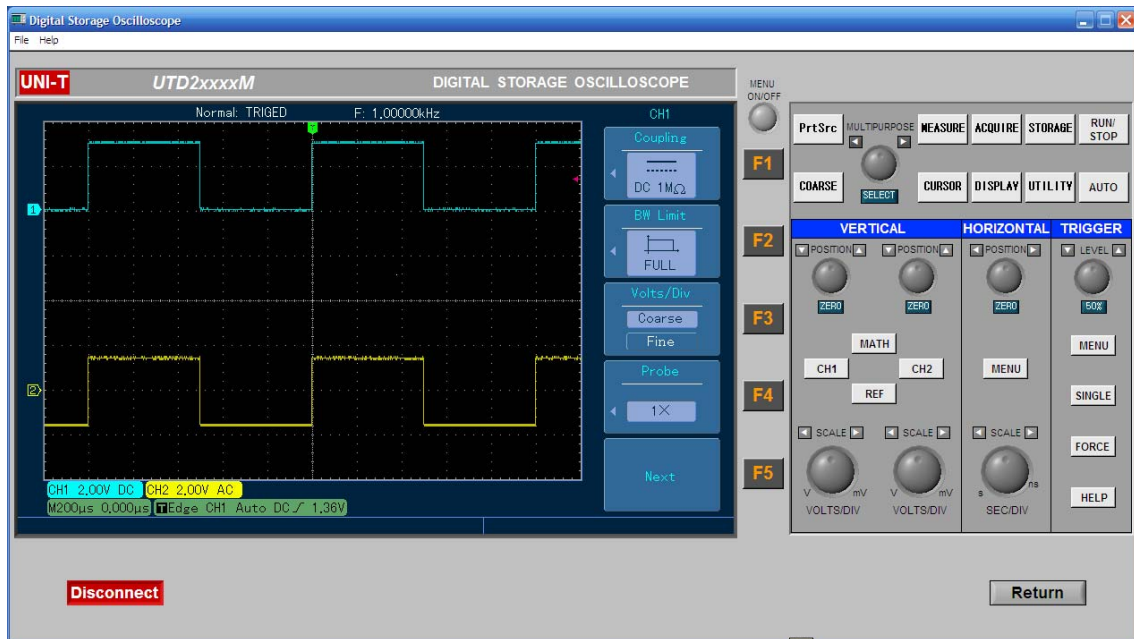 Digital Storage Oscilloscope
File Help
UNI-T UTD2xxxxM DIGITAL STORAGE OSCILLOSCOPE
MENU ON/OFF
Normal: TRIGED F: 1.00000kHz CH1
T
Coupling
DC 1MΩ
BW Limit
FULL
Volts/Div
Coarse
Fine
Probe
1X
Next
1
2
CH1 2.00V DC CH2 2.00V AC
M200μs 0.000μs T Edge CH1 Auto DC 1.36V
F1
F2
F3
F4
F5
PrtSrc MULTIPURPOSE MEASURE ACQUIRE STORAGE RUN/STOP
COARSE SELECT CURSOR DISPLAY UTILITY AUTO
VERTICAL HORIZONTAL TRIGGER
POSITION POSITION POSITION LEVEL
ZERO ZERO ZERO 50%
MATH MENU
CH1 CH2 MENU
REF SINGLE
SCALE SCALE SCALE
FORCE
V mV V mV s ns
HELP
VOLTS/DIV VOLTS/DIV SEC/DIV
Disconnect Return